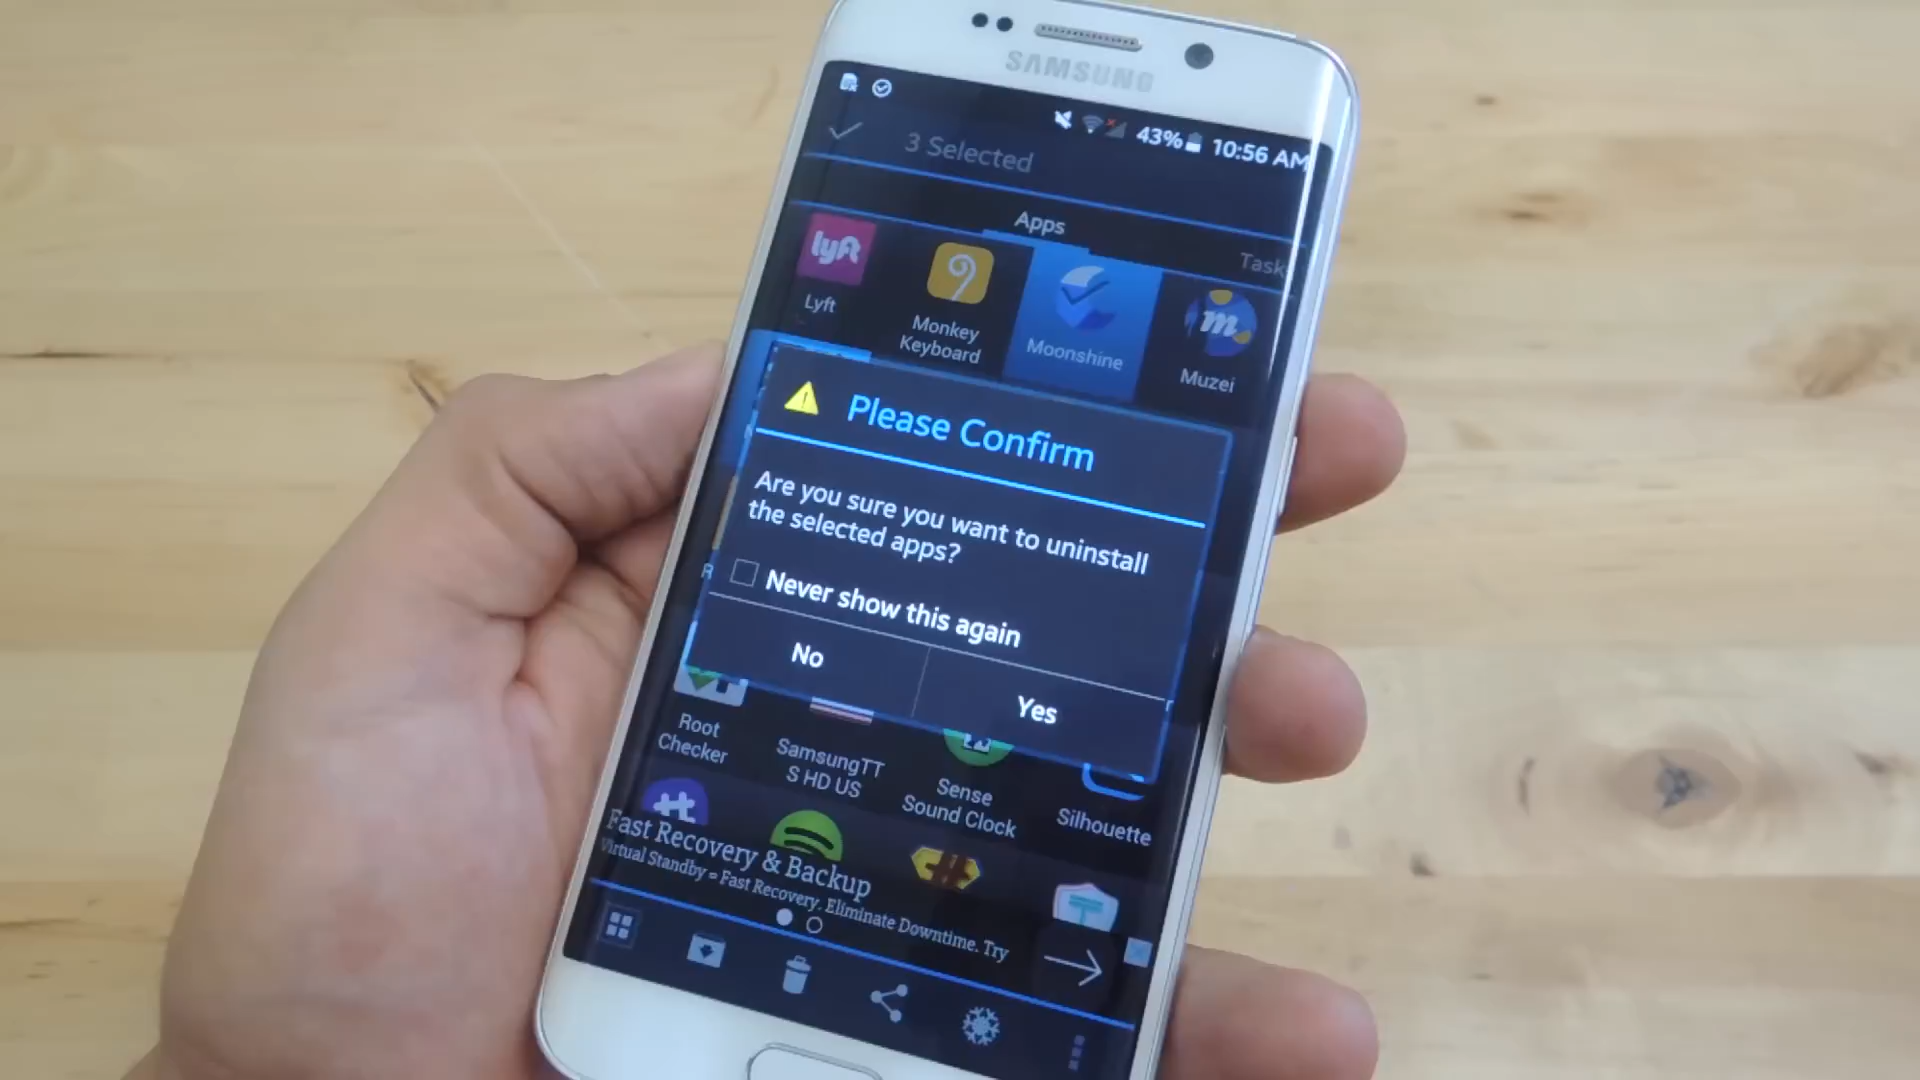 SAMSUNG
43% 10:56 AM
3 Selected
Apps
Task
lyft
Lyft
Monkey
Keyboard
Moonshine
m
Muzei
Please Confirm
Are you sure you want to uninstall
the selected apps?
Never show this again
No
Yes
Root
Checker
SamsungTT
S HD US
Sense
Sound Clock
Silhouette
Fast Recovery & Backup
Virtual Standby = Fast Recovery. Eliminate Downtime. Try